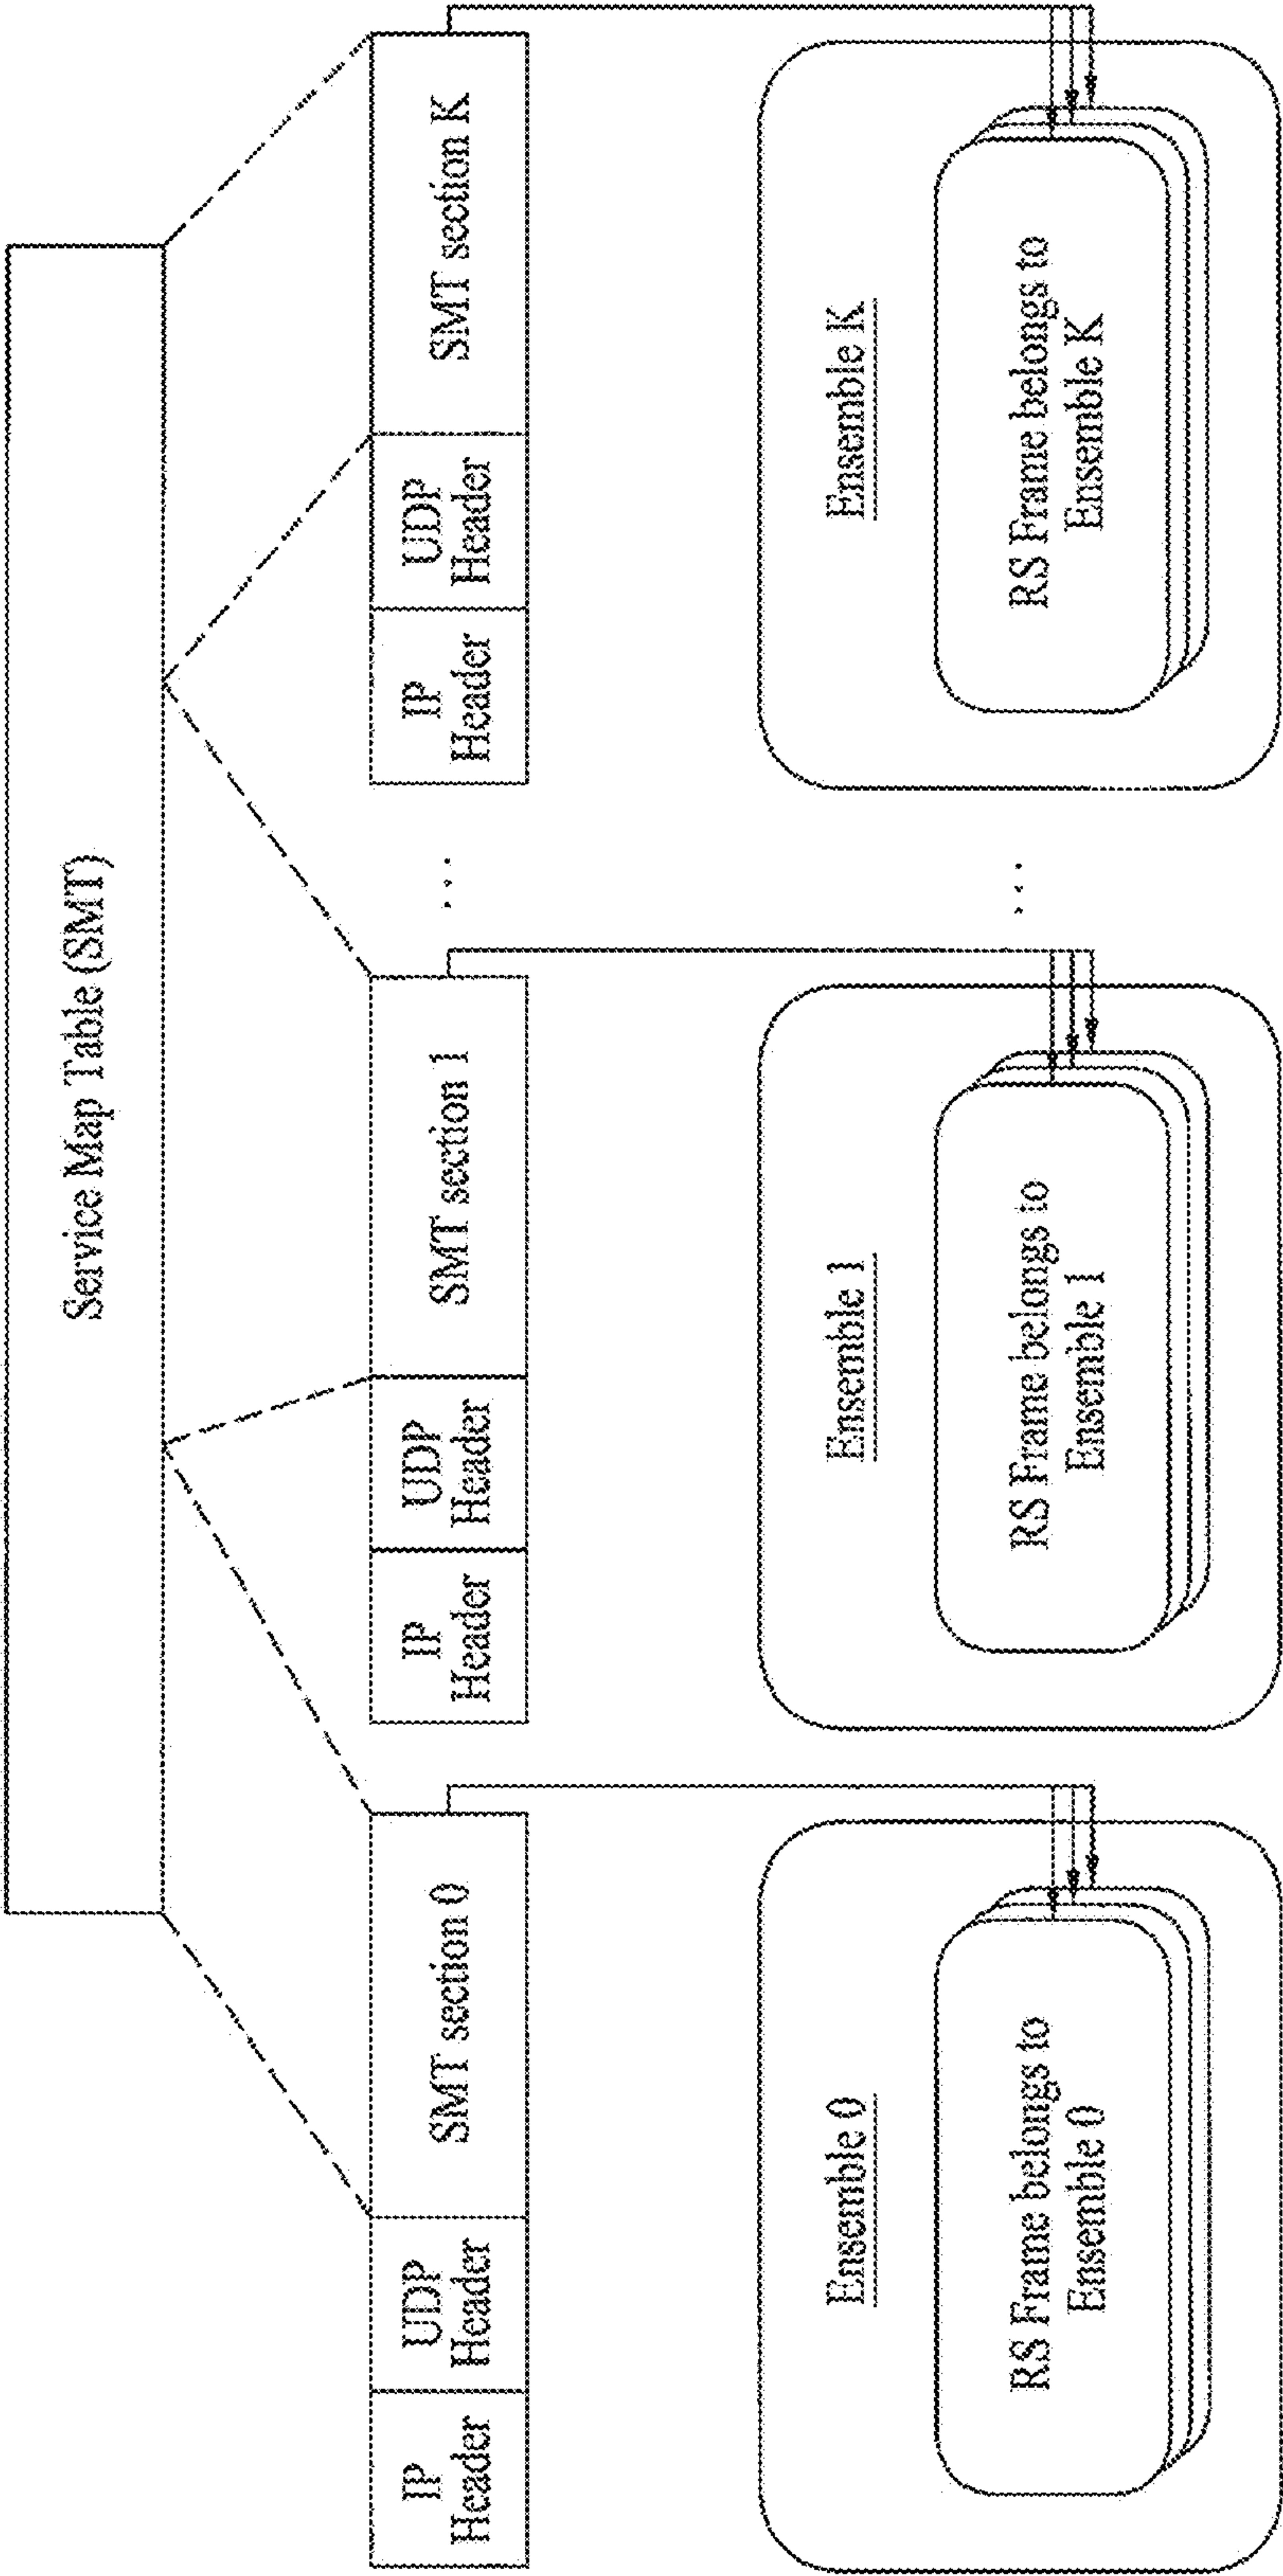 Service Map Table (SMT)
IP
Header
UDP
Header
SMT section 0
IP
Header
UDP
Header
SMT section 1
...
IP
Header
UDP
Header
SMT section K
Ensemble 0
RS Frame belongs to
Ensemble 0
Ensemble 1
RS Frame belongs to
Ensemble 1
...
Ensemble K
RS Frame belongs to
Ensemble K